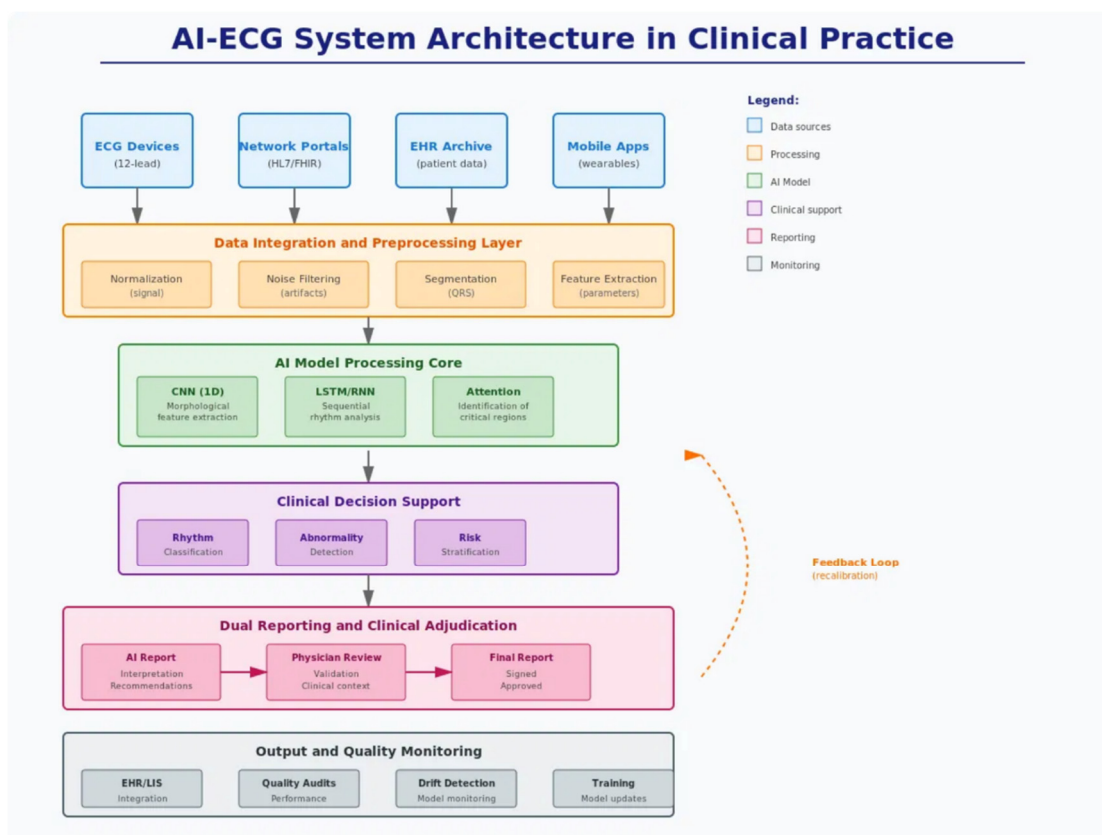 AI-ECG System Architecture in Clinical Practice
Legend:
Data sources
Processing
AI Model
Clinical support
Reporting
Monitoring
ECG Devices
(12-lead)
Network Portals
(HL7/FHIR)
EHR Archive
(patient data)
Mobile Apps
(wearables)
Data Integration and Preprocessing Layer
Normalization
(signal)
Noise Filtering
(artifacts)
Segmentation
(QRS)
Feature Extraction
(parameters)
AI Model Processing Core
CNN (1D)
Morphological
feature extraction
LSTM/RNN
Sequential
rhythm analysis
Attention
Identification of
critical regions
Clinical Decision Support
Rhythm
Classification
Abnormality
Detection
Risk
Stratification
Feedback Loop
(recalibration)
Dual Reporting and Clinical Adjudication
AI Report
Interpretation
Recommendations
Physician Review
Validation
Clinical context
Final Report
Signed
Approved
Output and Quality Monitoring
EHR/LIS
Integration
Quality Audits
Performance
Drift Detection
Model monitoring
Training
Model updates